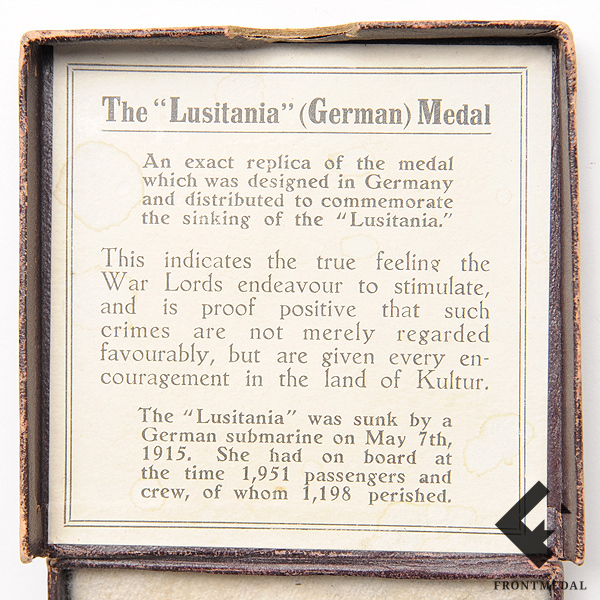 The "Lusitania" (German) Medal
An exact replica of the medal
which was designed in Germany
and distributed to commemorate
the sinking of the "Lusitania."
This indicates the true feeling the
War Lords endeavour to stimulate,
and is proof positive that such
crimes are not merely regarded
favourably, but are given every en-
couragement in the land of Kultur.
The "Lusitania" was sunk by a
German submarine on May 7th,
1915. She had on board at
the time 1,951 passengers and
crew, of whom 1,198 perished.
FRONTMEDAL